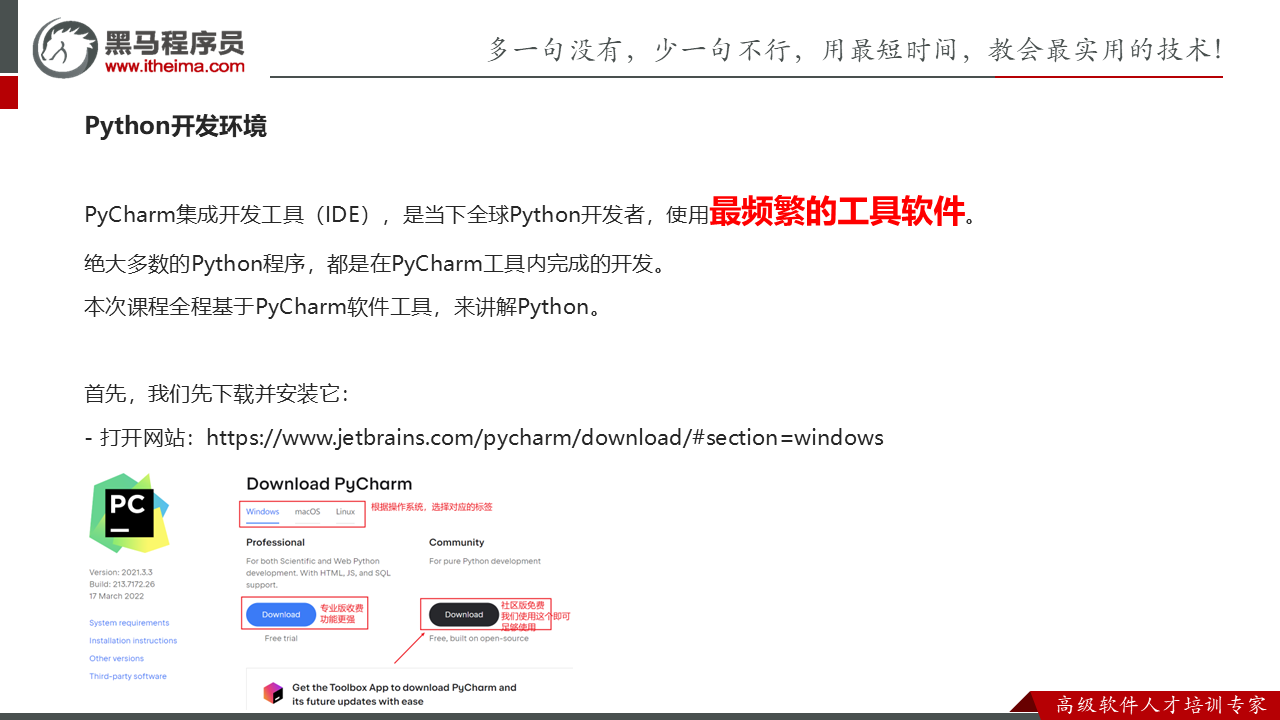 黑马程序员
www.itheima.com
多一句没有，少一句不行，用最短时间，教会最实用的技术！
Python开发环境
PyCharm集成开发工具（IDE），是当下全球Python开发者，使用最频繁的工具软件。
绝大多数的Python程序，都是在PyCharm工具内完成的开发。
本次课程全程基于PyCharm软件工具，来讲解Python。
首先，我们先下载并安装它：
- 打开网站：https://www.jetbrains.com/pycharm/download/#section=windows
PC
Version: 2021.3.3
Build: 213.7172.26
17 March 2022
System requirements
Installation instructions
Other versions
Third-party software
Download PyCharm
Windows macOS Linux 根据操作系统，选择对应的标签
Professional
For both Scientific and Web Python
development. With HTML, JS, and SQL
support.
Download
专业版收费
功能更强
Free trial
Community
For pure Python development
Download
社区版免费
我们使用这个即可
足够使用
Free, built on open-source
Get the Toolbox App to download PyCharm and
its future updates with ease
高级软件人才培训专家